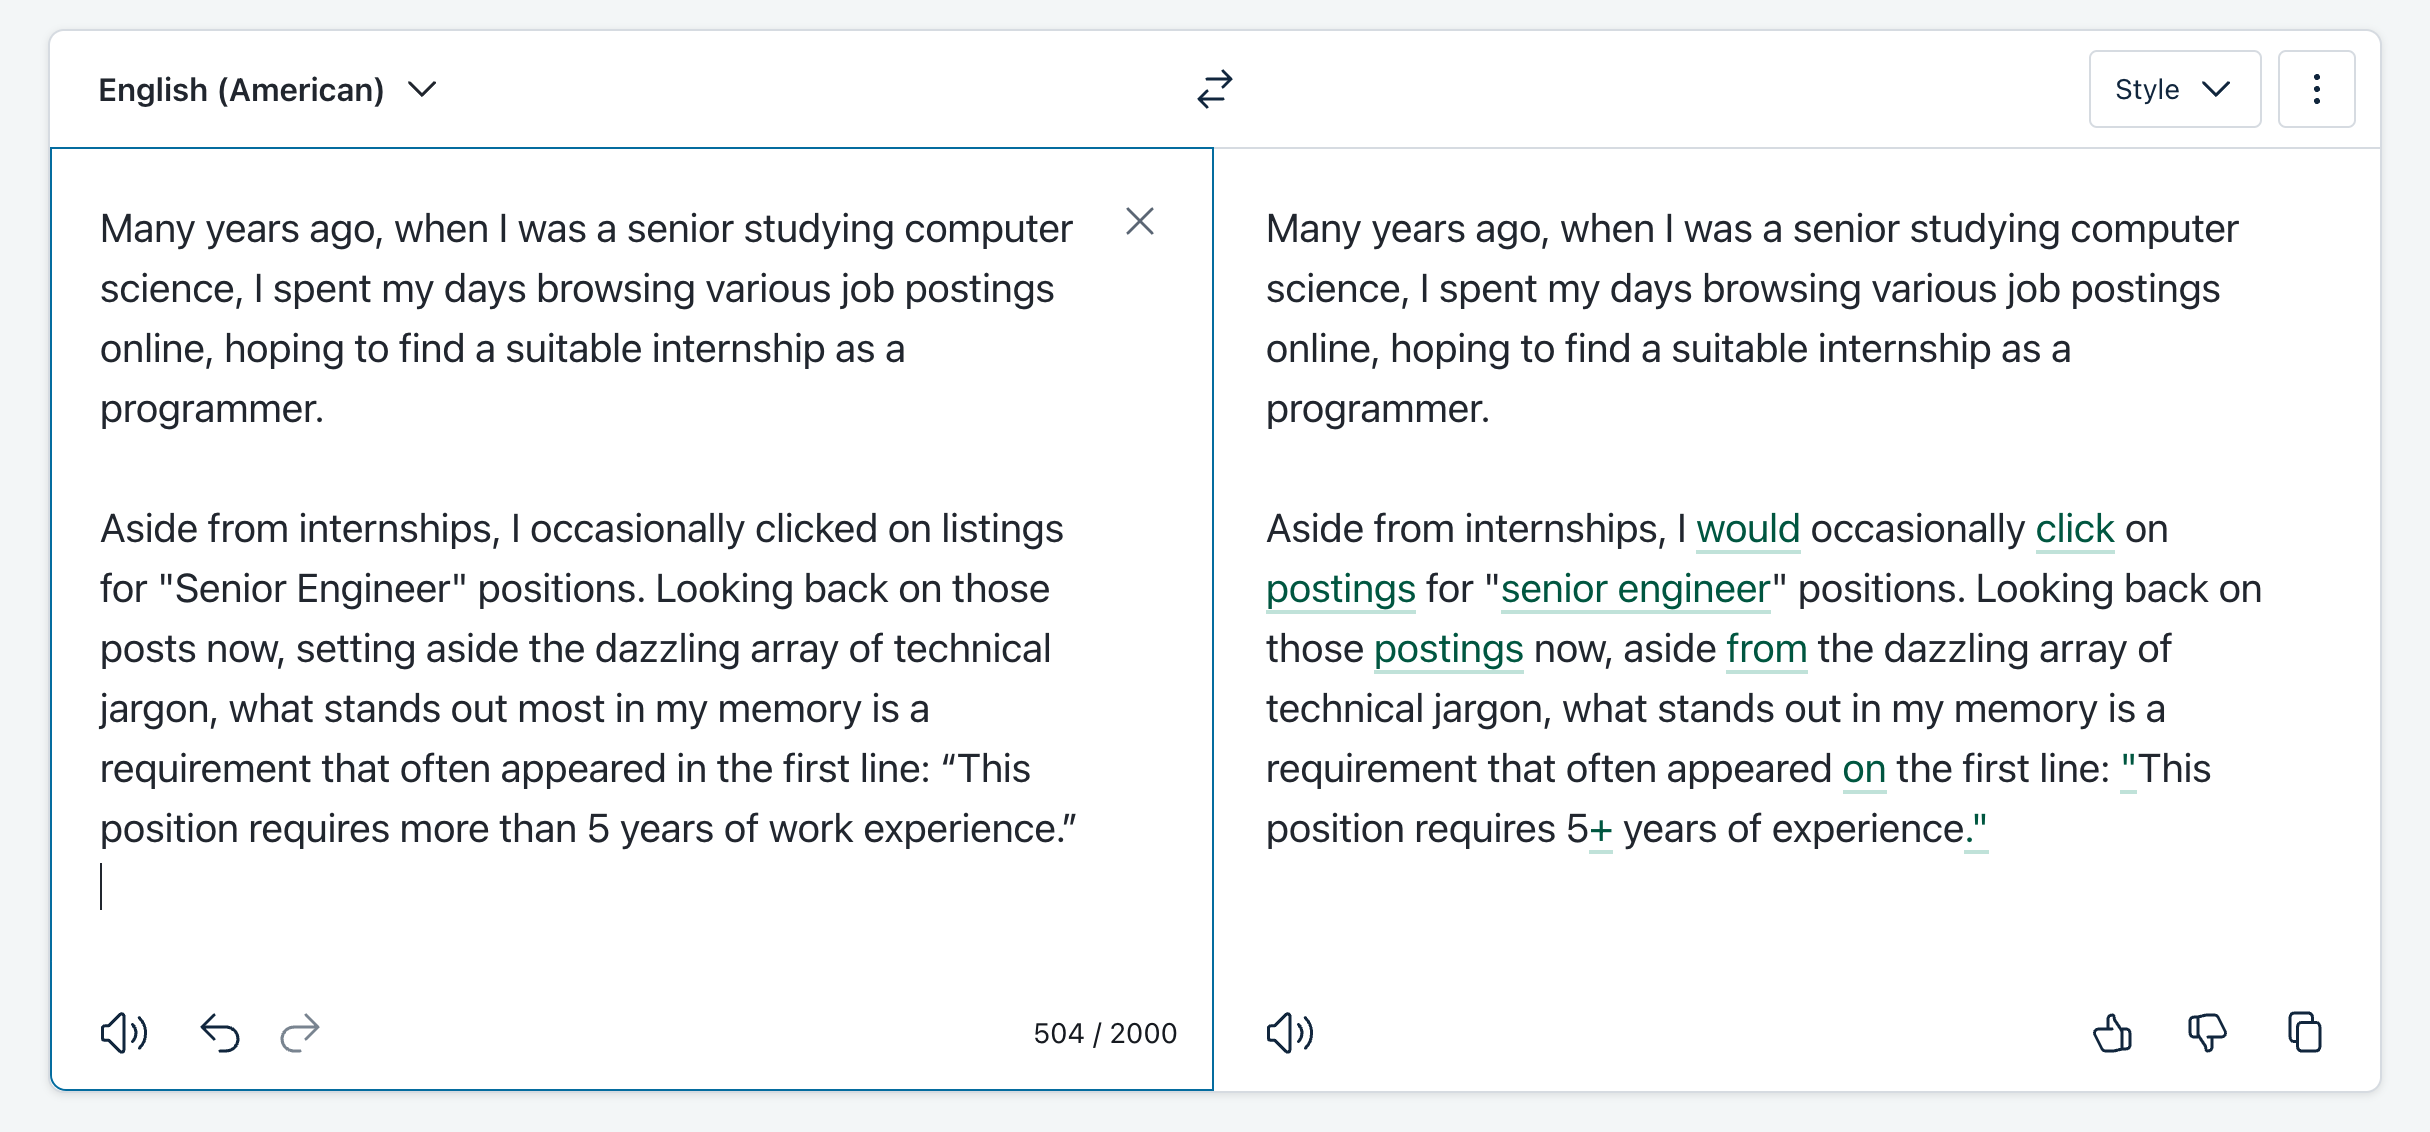 English (American)
Style
Many years ago, when I was a senior studying computer
science, I spent my days browsing various job postings
online, hoping to find a suitable internship as a
programmer.
Aside from internships, I occasionally clicked on listings
for "Senior Engineer" positions. Looking back on those
posts now, setting aside the dazzling array of technical
jargon, what stands out most in my memory is a
requirement that often appeared in the first line: “This
position requires more than 5 years of work experience.”
504 / 2000
Many years ago, when I was a senior studying computer
science, I spent my days browsing various job postings
online, hoping to find a suitable internship as a
programmer.
Aside from internships, I would occasionally click on
postings for "senior engineer" positions. Looking back on
those postings now, aside from the dazzling array of
technical jargon, what stands out in my memory is a
requirement that often appeared on the first line: "This
position requires 5+ years of experience."